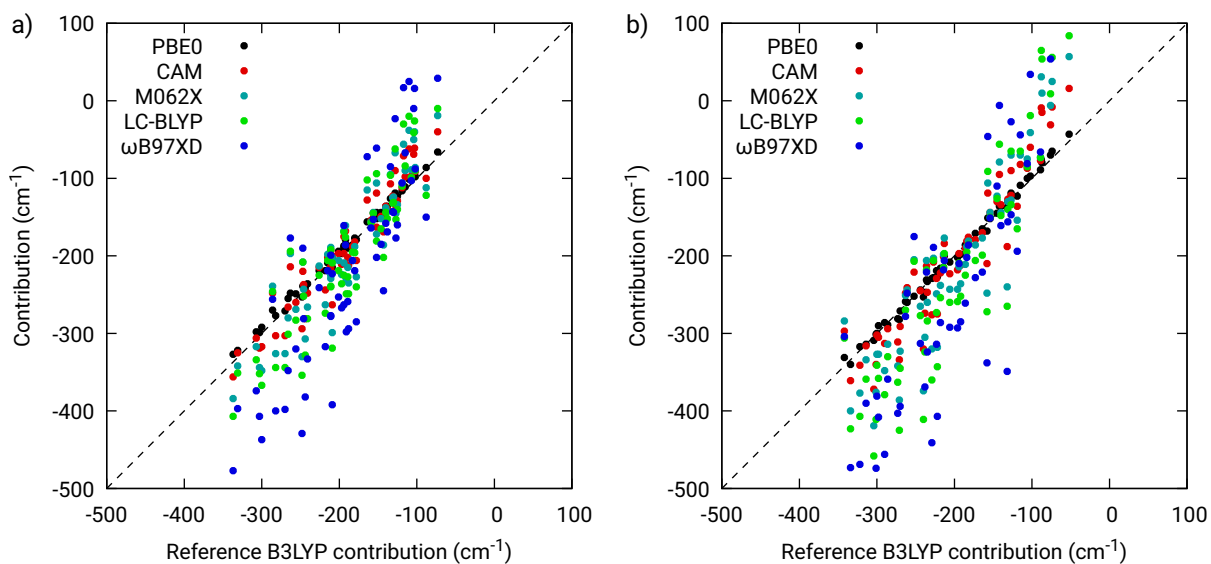 a)
100
0
-100
-200
-300
-400
-500
-500 -400 -300 -200 -100 0 100
Contribution (cm-1)
Reference B3LYP contribution (cm-1)
PBE0
CAM
M062X
LC-BLYP
ωB97XD
b)
100
0
-100
-200
-300
-400
-500
-500 -400 -300 -200 -100 0 100
Contribution (cm-1)
Reference B3LYP contribution (cm-1)
PBE0
CAM
M062X
LC-BLYP
ωB97XD